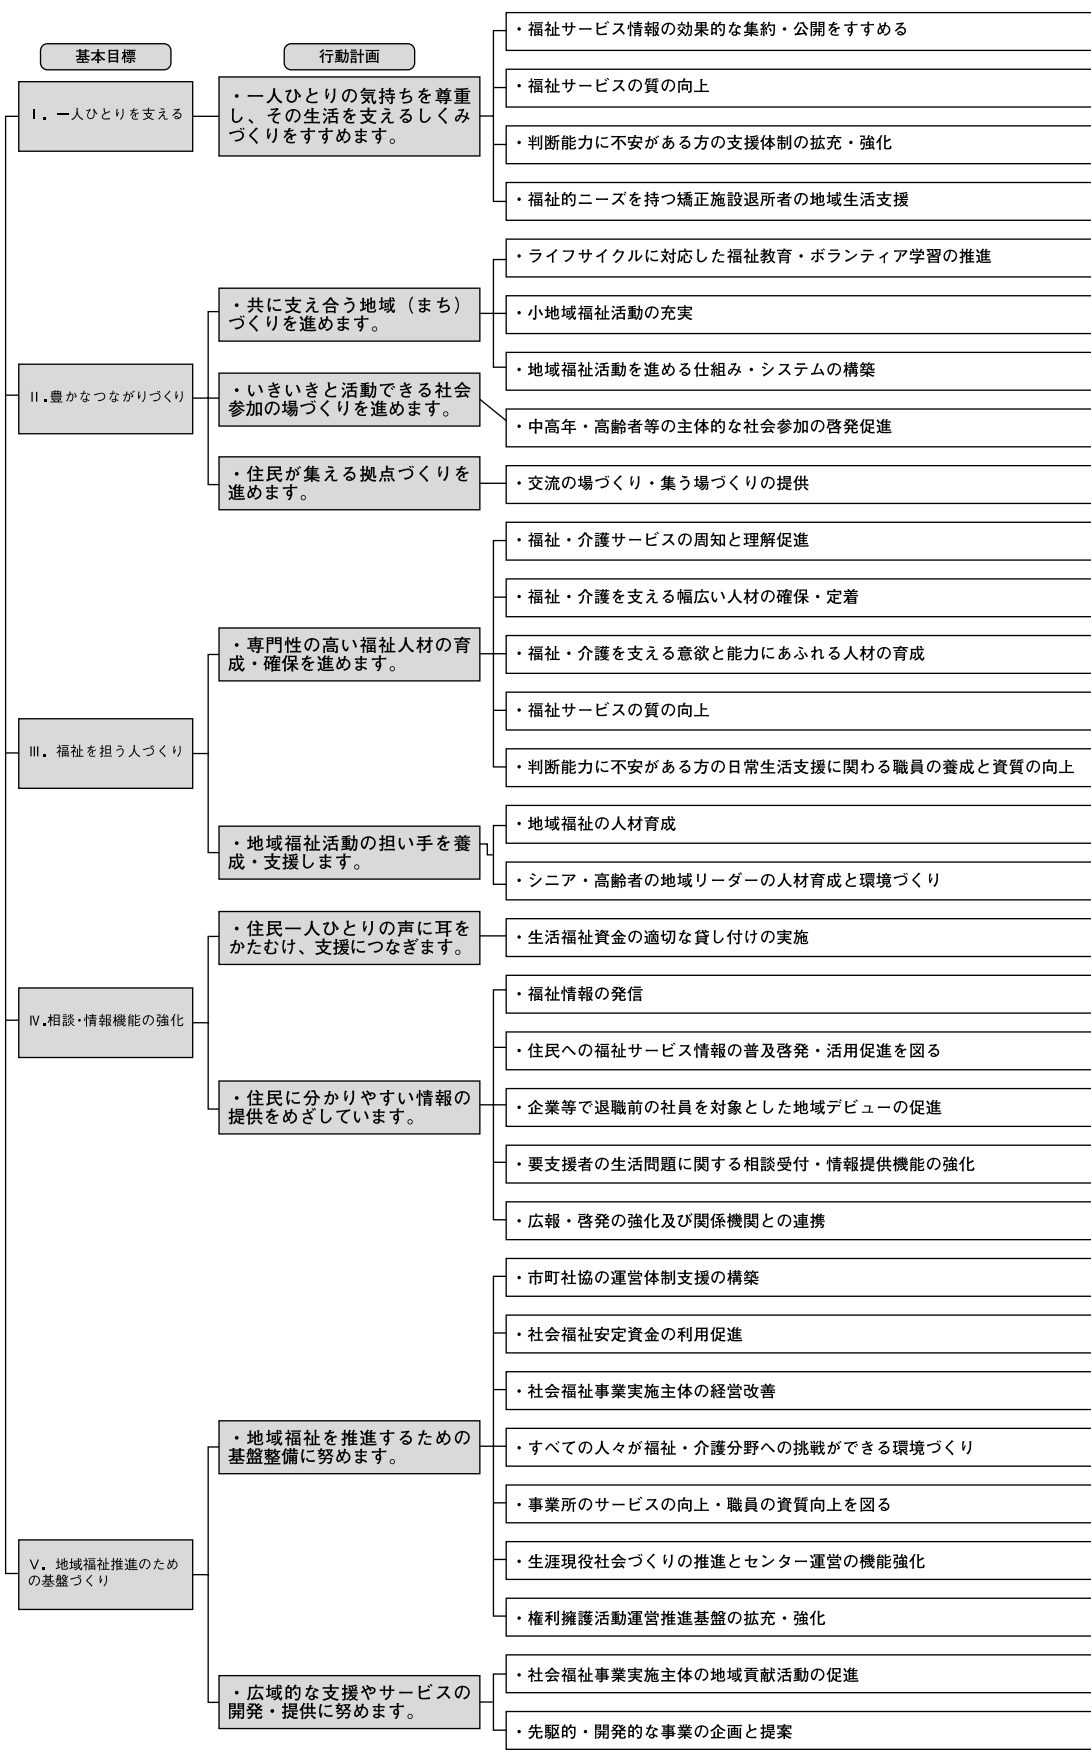 基本目標
行動計画
Ⅰ．一人ひとりを支える
・一人ひとりの気持ちを尊重
し、その生活を支えるしくみ
づくりをすすめます。
・福祉サービス情報の効果的な集約・公開をすすめる
・福祉サービスの質の向上
・判断能力に不安がある方の支援体制の拡充・強化
・福祉的ニーズを持つ矯正施設退所者の地域生活支援
Ⅱ．豊かなつながりづくり
・共に支え合う地域（まち）
づくりを進めます。
・ライフサイクルに対応した福祉教育・ボランティア学習の推進
・小地域福祉活動の充実
・地域福祉活動を進める仕組み・システムの構築
・いきいきと活動できる社会
参加の場づくりを進めます。
・中高年・高齢者等の主体的な社会参加の啓発促進
・住民が集える拠点づくりを
進めます。
・交流の場づくり・集う場づくりの提供
Ⅲ．福祉を担う人づくり
・専門性の高い福祉人材の育
成・確保を進めます。
・福祉・介護サービスの周知と理解促進
・福祉・介護を支える幅広い人材の確保・定着
・福祉・介護を支える意欲と能力にあふれる人材の育成
・福祉サービスの質の向上
・判断能力に不安がある方の日常生活支援に関わる職員の養成と資質の向上
・地域福祉活動の担い手を養
成・支援します。
・地域福祉の人材育成
・シニア・高齢者の地域リーダーの人材育成と環境づくり
Ⅳ．相談・情報機能の強化
・住民一人ひとりの声に耳を
かたむけ、支援につなぎます。
・生活福祉資金の適切な貸し付けの実施
・住民に分かりやすい情報の
提供をめざしています。
・福祉情報の発信
・住民への福祉サービス情報の普及啓発・活用促進を図る
・企業等で退職前の社員を対象とした地域デビューの促進
・要支援者の生活問題に関する相談受付・情報提供機能の強化
・広報・啓発の強化及び関係機関との連携
Ⅴ．地域福祉推進のため
の基盤づくり
・地域福祉を推進するための
基盤整備に努めます。
・市町社協の運営体制支援の構築
・社会福祉安定資金の利用促進
・社会福祉事業実施主体の経営改善
・すべての人々が福祉・介護分野への挑戦ができる環境づくり
・事業所のサービスの向上・職員の資質向上を図る
・生涯現役社会づくりの推進とセンター運営の機能強化
・権利擁護活動運営推進基盤の拡充・強化
・広域的な支援やサービスの
開発・提供に努めます。
・社会福祉事業実施主体の地域貢献活動の促進
・先駆的・開発的な事業の企画と提案